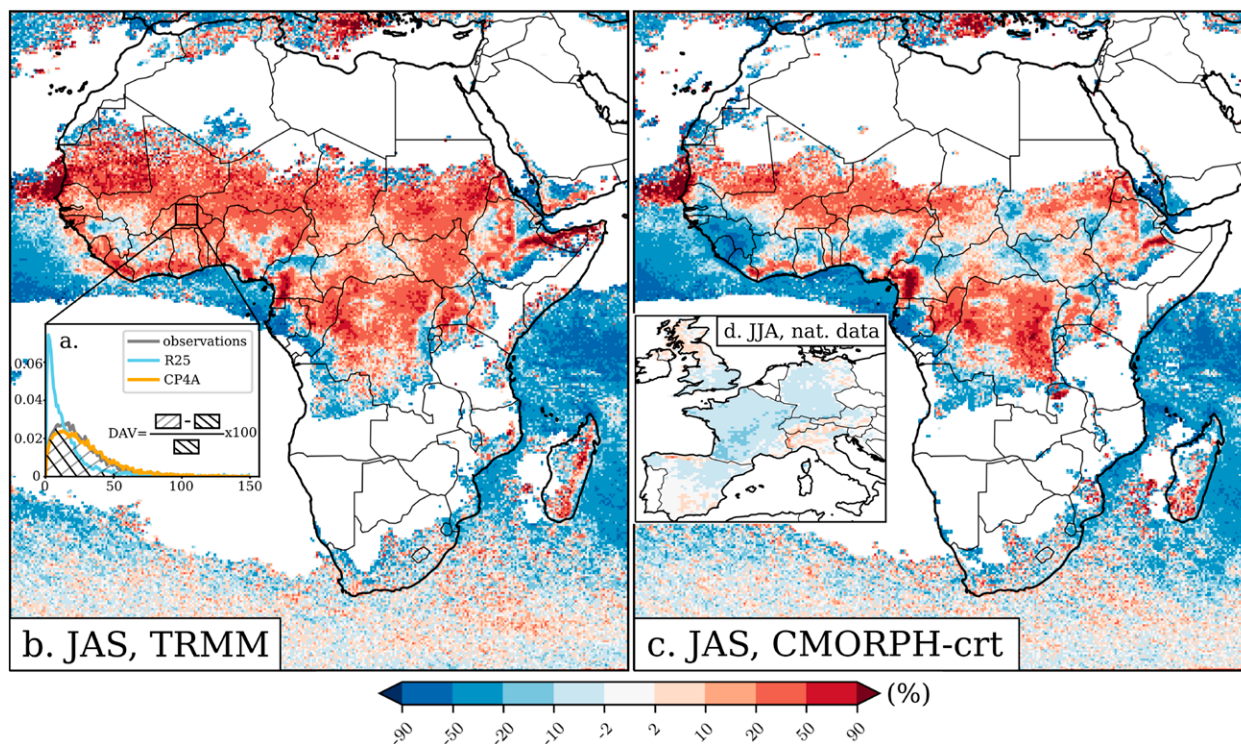 a.
observations
R25
CP4A
0.06
0.04
0.02
0
DAV= - x100
0
50
100
150
b. JAS, TRMM
d. JJA, nat. data
c. JAS, CMORPH-crt
-90
-50
-20
-10
-2
2
10
20
50
90
(%)